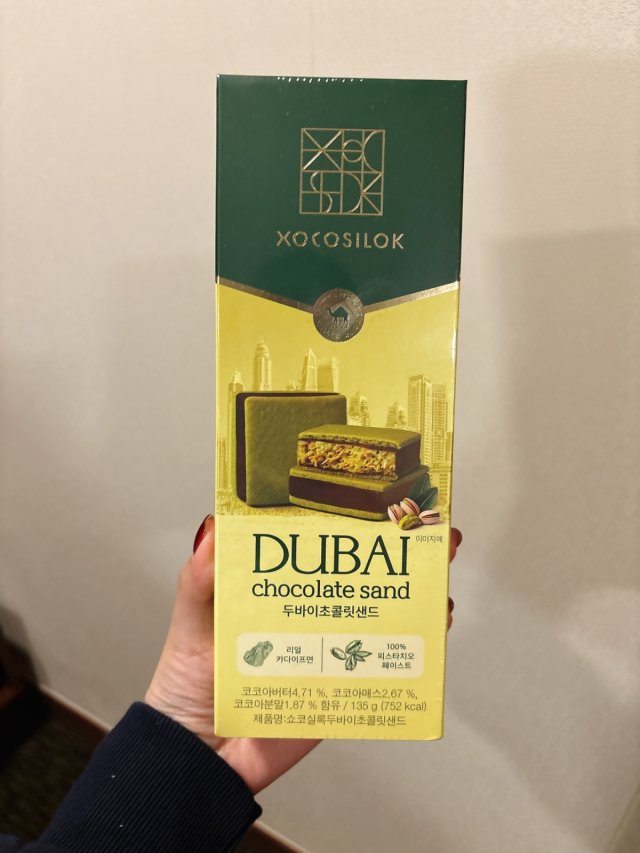 XOCOSILOK
이미지예
DUBAI
chocolate sand
두바이초콜릿샌드
리얼
카다이프면
100%
피스타치오
페이스트
코코아버터4.71 %, 코코아매스2.67 %,
코코아분말1.87 % 함유 / 135 g (752 kcal)
제품명:쇼코실록두바이초콜릿샌드